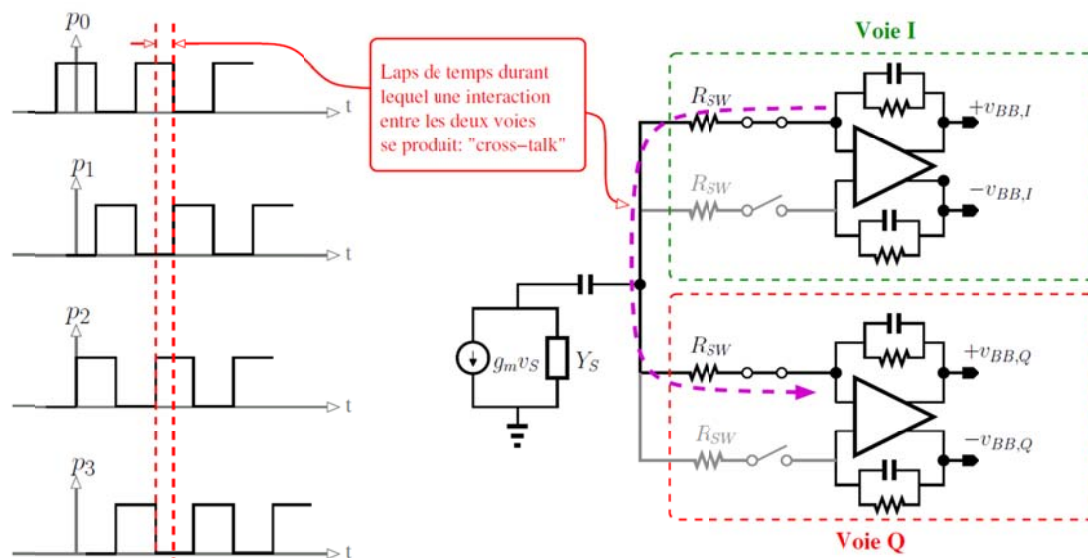 p0
t
p1
t
p2
t
p3
t
Laps de temps durant
lequel une interaction
entre les deux voies
se produit: "cross-talk"
gmvS
YS
Voie I
RSW
RSW
+vBB,I
−vBB,I
RSW
RSW
+vBB,Q
−vBB,Q
Voie Q